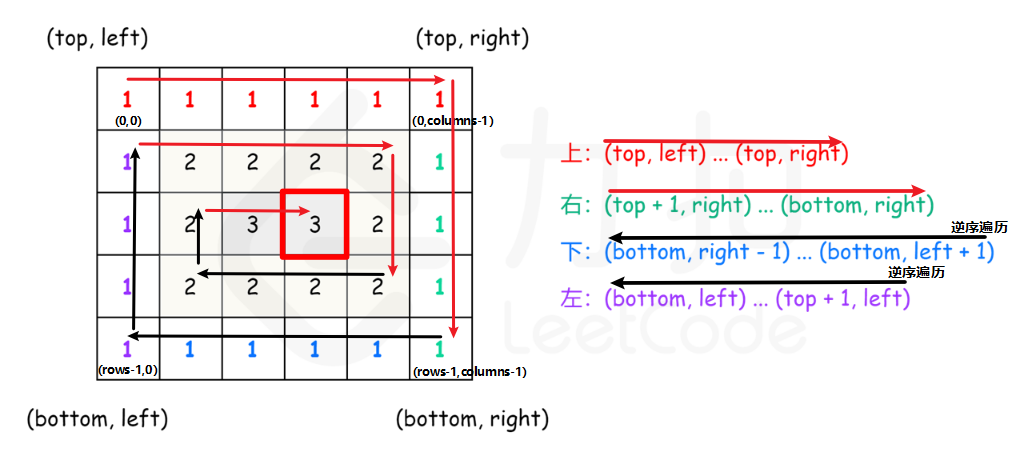 (top, left) (top, right)
1 1 1 1 1 1
(0,0) (0,columns-1)
1 2 2 2 2 1
1 2 3 3 2 1
1 2 2 2 2 1
1 1 1 1 1 1
(rows-1,0) (rows-1,columns-1)
(bottom, left) (bottom, right)
上：(top, left) ... (top, right)
右：(top + 1, right) ... (bottom, right)
逆序遍历
下：(bottom, right - 1) ... (bottom, left + 1)
逆序遍历
左：(bottom, left) ... (top + 1, left)
力扣
LeetCode